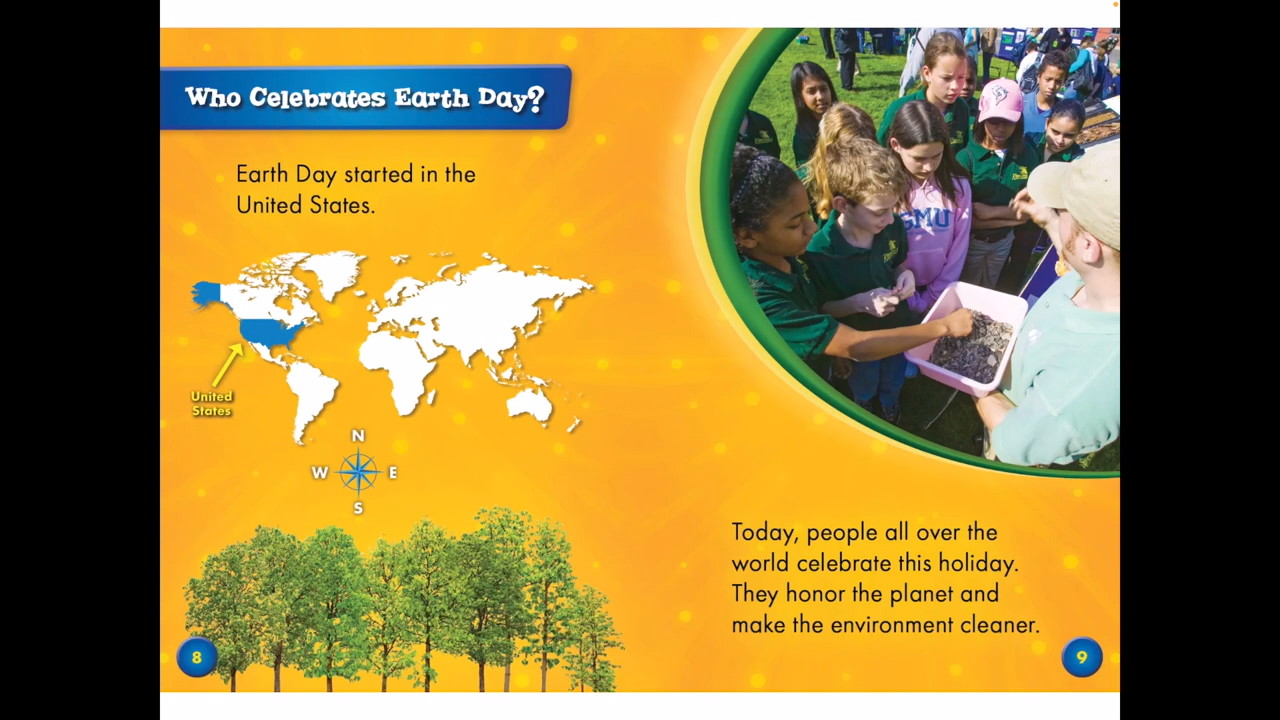 Who Celebrates Earth Day?
Earth Day started in the
United States.
United
States
N
W
E
S
8
GMU
Today, people all over the
world celebrate this holiday.
They honor the planet and
make the environment cleaner.
9